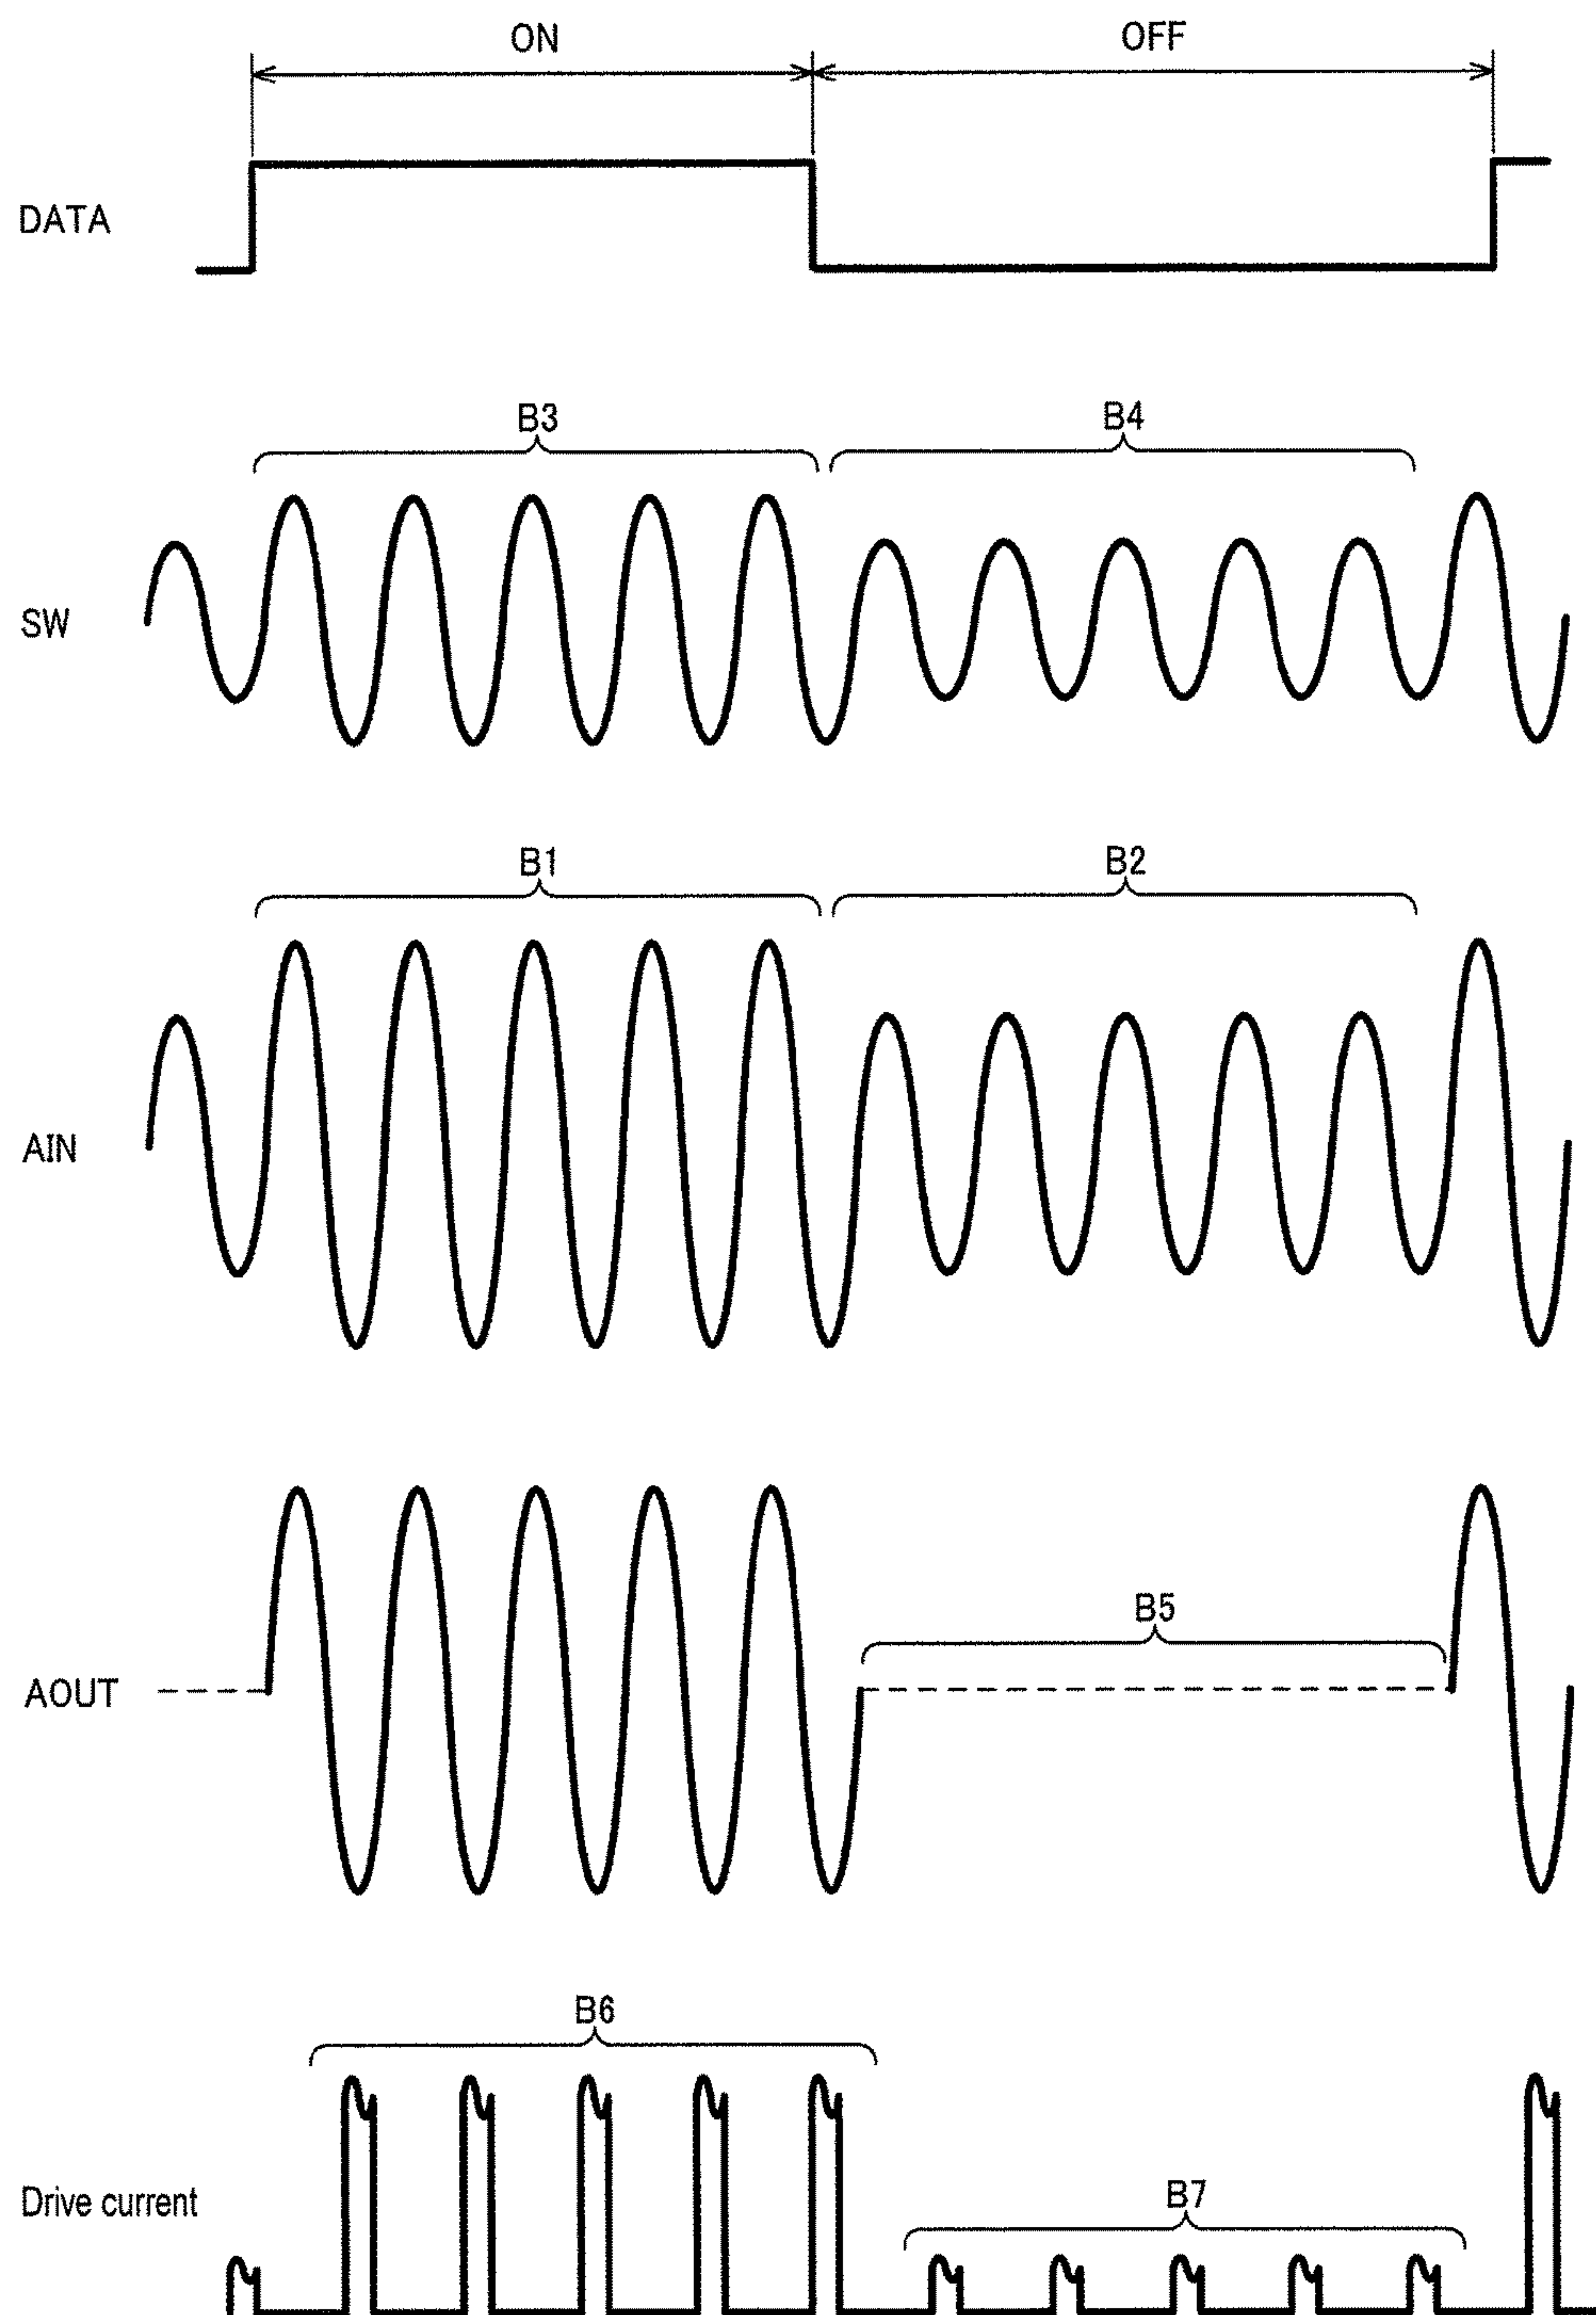 ON
OFF
DATA
B3
B4
SW
B1
B2
AIN
B5
AOUT
B6
B7
Drive current